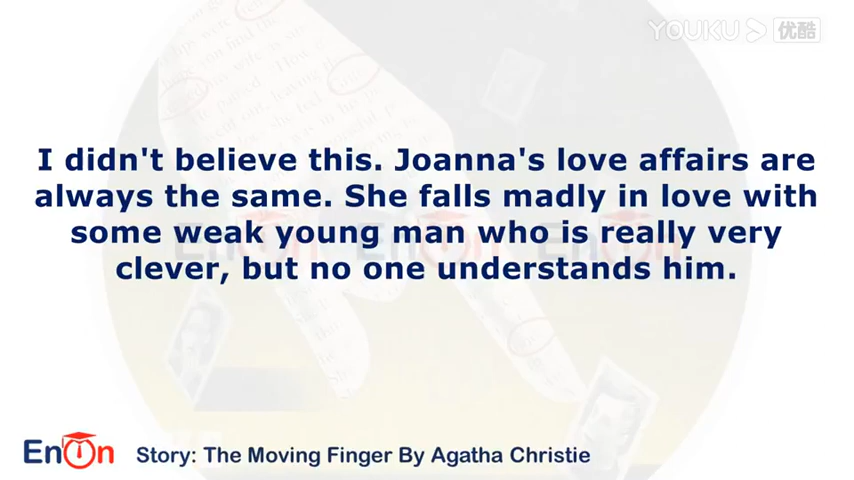 YOUKU 优酷
I didn't believe this. Joanna's love affairs are
always the same. She falls madly in love with
some weak young man who is really very
clever, but no one understands him.
EnOn Story: The Moving Finger By Agatha Christie